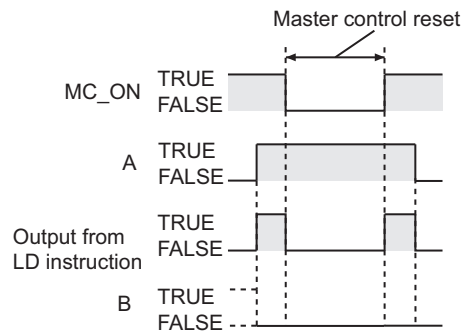 Master control reset
MC_ON
TRUE
FALSE
A
TRUE
FALSE
Output from
LD instruction
TRUE
FALSE
B
TRUE
FALSE